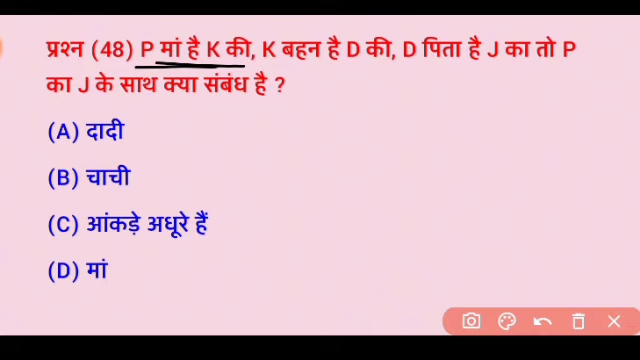 प्रश्न (48) P मां है K की, K बहन है D की, D पिता है J का तो P
का J के साथ क्या संबंध है ?
(A) दादी
(B) चाची
(C) आंकड़े अधूरे हैं
(D) मां